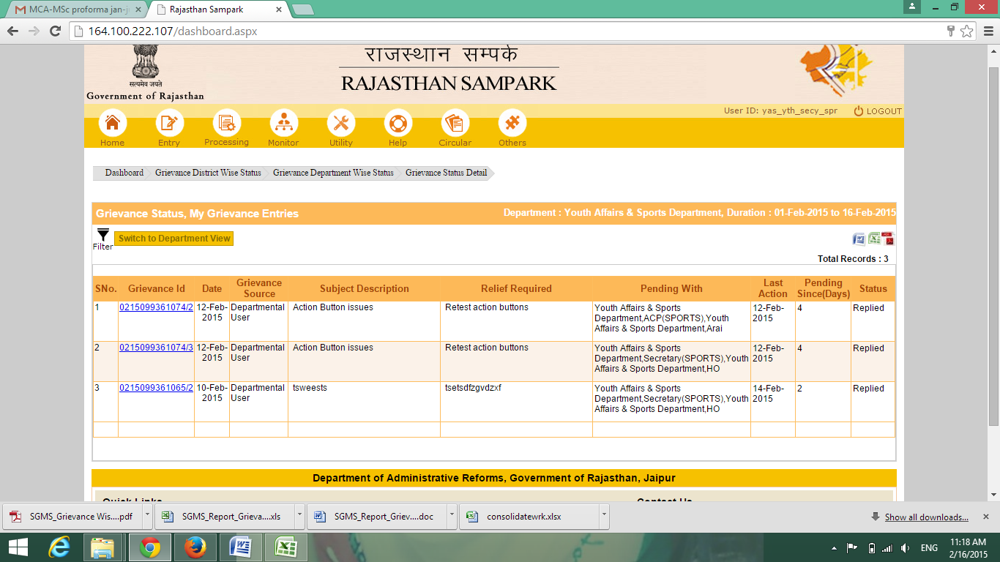 MCA-MSc proforma jan-j
Rajasthan Sampark
164.100.222.107/dashboard.aspx
सत्यमेव जयते
Government of Rajasthan
राजस्थान सम्पर्क
RAJASTHAN SAMPARK
User ID: yas_yth_secy_spr
LOGOUT
Home
Entry
Processing
Monitor
Utility
Help
Circular
Others
Dashboard
Grievance District Wise Status
Grievance Department Wise Status
Grievance Status Detail
Grievance Status, My Grievance Entries
Department : Youth Affairs & Sports Department, Duration : 01-Feb-2015 to 16-Feb-2015
Filter
Switch to Department View
Total Records : 3
SNo.
Grievance Id
Date
Grievance
Source
Subject Description
Relief Required
Pending With
Last
Action
Pending
Since(Days)
Status
1
0215099361074/2
12-Feb-
2015
Departmental
User
Action Button issues
Retest action buttons
Youth Affairs & Sports
Department,ACP(SPORTS),Youth
Affairs & Sports Department,Arai
12-Feb-
2015
4
Replied
2
0215099361074/3
12-Feb-
2015
Departmental
User
Action Button issues
Retest action buttons
Youth Affairs & Sports
Department,Secretary(SPORTS),Youth
Affairs & Sports Department,HO
12-Feb-
2015
4
Replied
3
0215099361065/2
10-Feb-
2015
Departmental
User
tsweests
tsetsdfzgvdzxf
Youth Affairs & Sports
Department,Secretary(SPORTS),Youth
Affairs & Sports Department,HO
14-Feb-
2015
2
Replied
Department of Administrative Reforms, Government of Rajasthan, Jaipur
Quick Links
Contact Us
SGMS_Grievance Wis....pdf
SGMS_Report_Grieva....xls
SGMS_Report_Griev....doc
consolidatewrk.xlsx
Show all downloads...
ENG
11:18 AM
2/16/2015